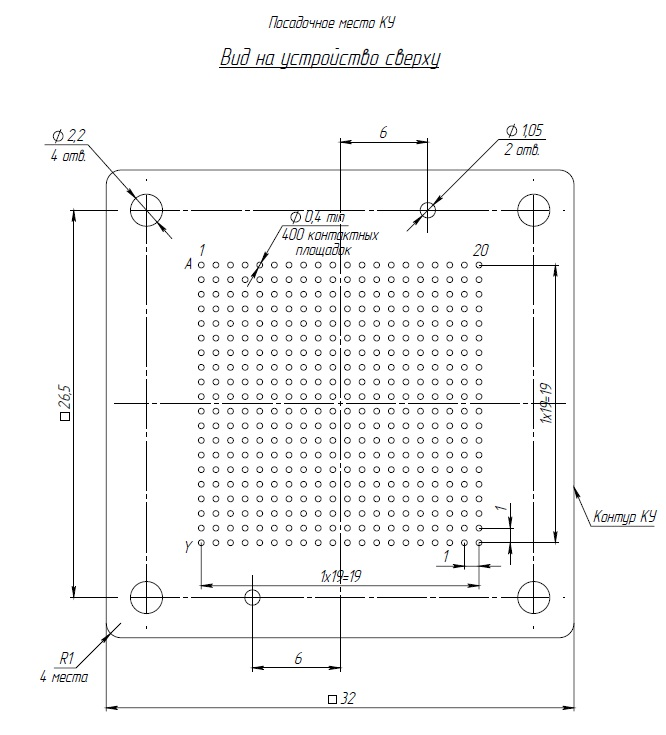 Посадочное место КУ
Вид на устройство сверху
6
⌀ 2,2
4 отв.
⌀ 1,05
2 отв.
⌀ 0,4 min
400 контактных
площадок
1
20
A
□26,5
1x19=19
1
Контур КУ
Y
1
1x19=19
R1
4 места
6
□32